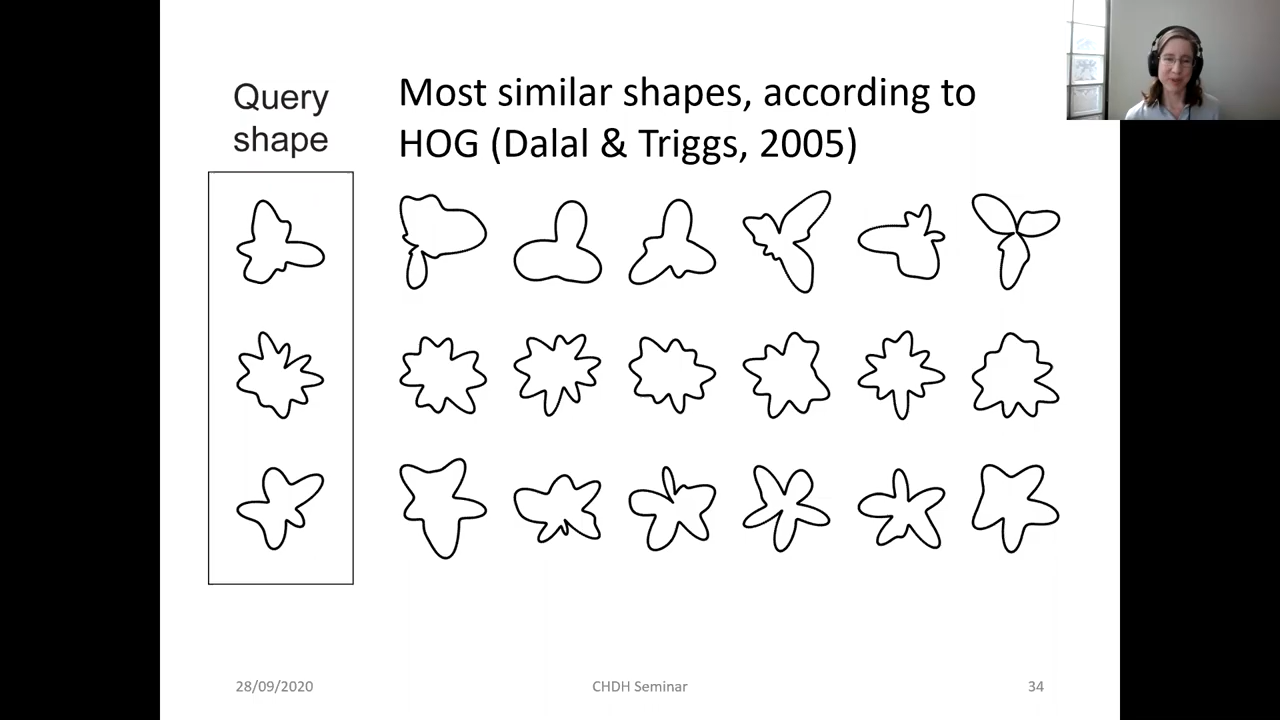 Query
shape
Most similar shapes, according to
HOG (Dalal & Triggs, 2005)
28/09/2020
CHDH Seminar
34